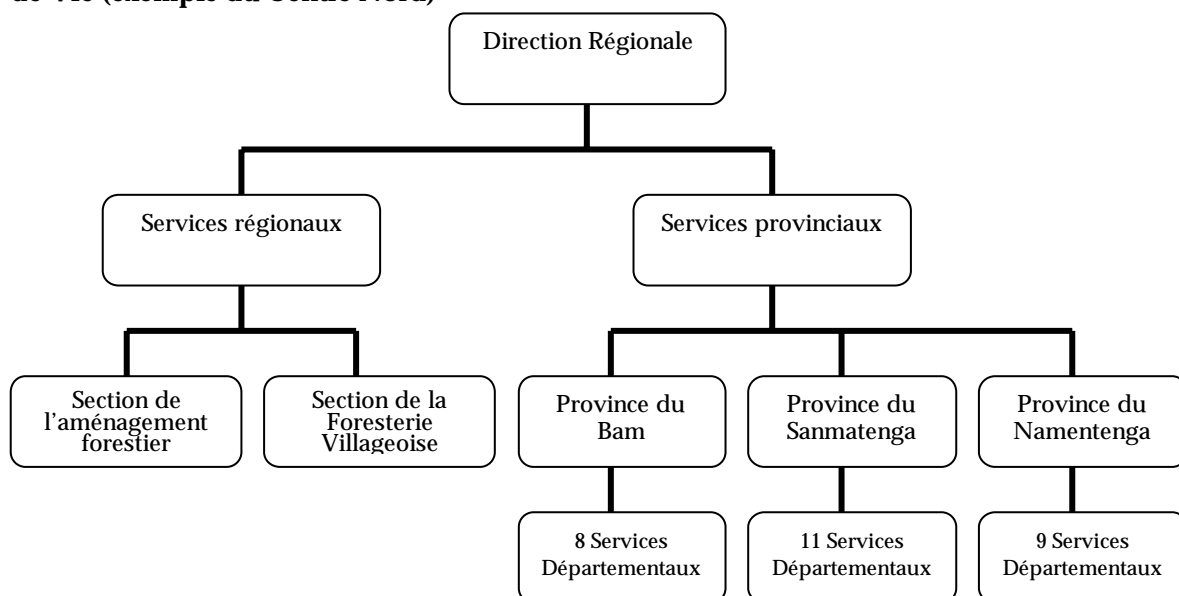 de Vie (exemple du Centre Nord)
Direction Régionale
Services régionaux
Services provinciaux
Section de
l’aménagement
forestier
Section de la
Foresterie
Villageoise
Province du
Bam
Province du
Sanmatenga
Province du
Namentenga
8 Services
Départementaux
11 Services
Départementaux
9 Services
Départementaux